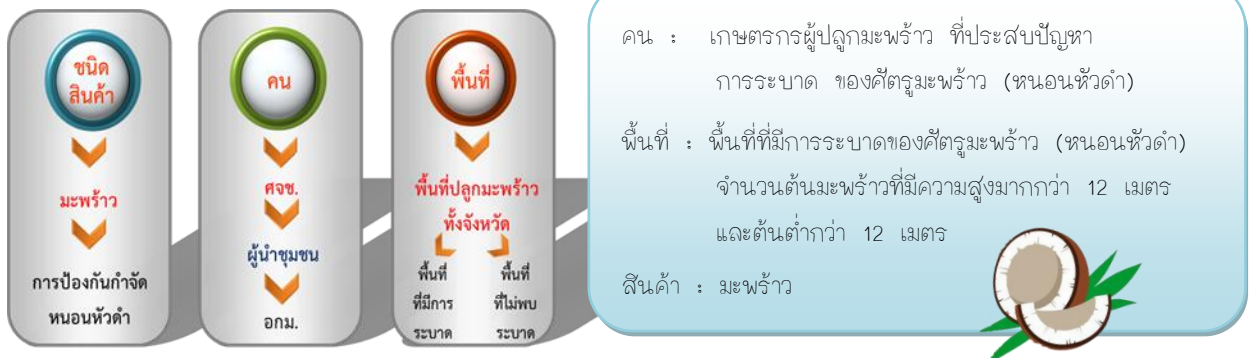 ชนิด
สินค้า
มะพร้าว
การป้องกันกำจัด
หนอนหัวดำ
คน
ศจช.
ผู้นำชุมชน
อกม.
พื้นที่
พื้นที่ปลูกมะพร้าว
ทั้งจังหวัด
พื้นที่
ที่มีการ
ระบาด
พื้นที่
ที่ไม่พบ
ระบาด
คน : เกษตรกรผู้ปลูกมะพร้าว ที่ประสบปัญหา
การระบาด ของศัตรูมะพร้าว (หนอนหัวดำ)
พื้นที่ : พื้นที่ที่มีการระบาดของศัตรูมะพร้าว (หนอนหัวดำ)
จำนวนต้นมะพร้าวที่มีความสูงมากกว่า 12 เมตร
และต้นต่ำกว่า 12 เมตร
สินค้า : มะพร้าว